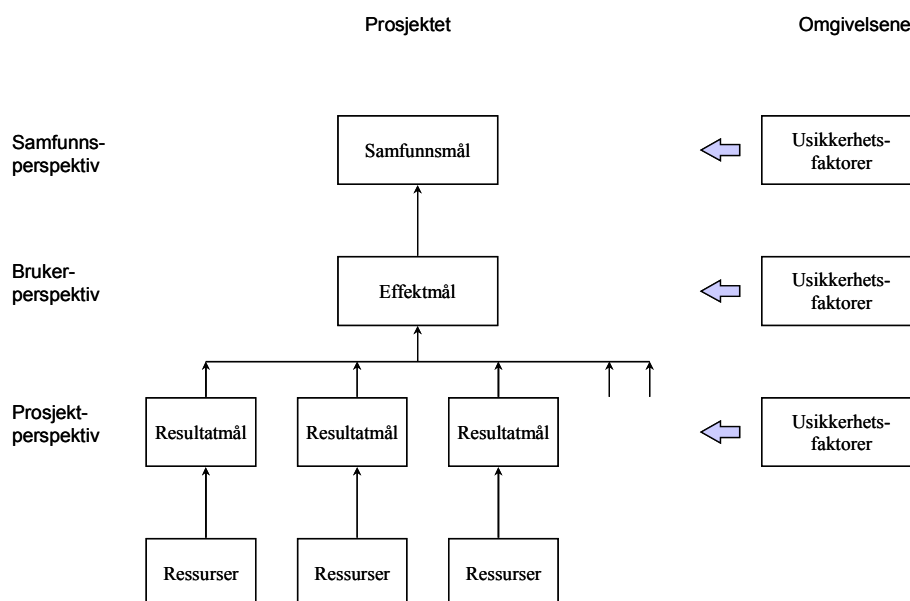 Prosjektet
Omgivelsene
Samfunns-
perspektiv
Samfunnsmål
Usikkerhets-
faktorer
Bruker-
perspektiv
Effektmål
Usikkerhets-
faktorer
Prosjekt-
perspektiv
Resultatmål
Resultatmål
Resultatmål
Usikkerhets-
faktorer
Ressurser
Ressurser
Ressurser